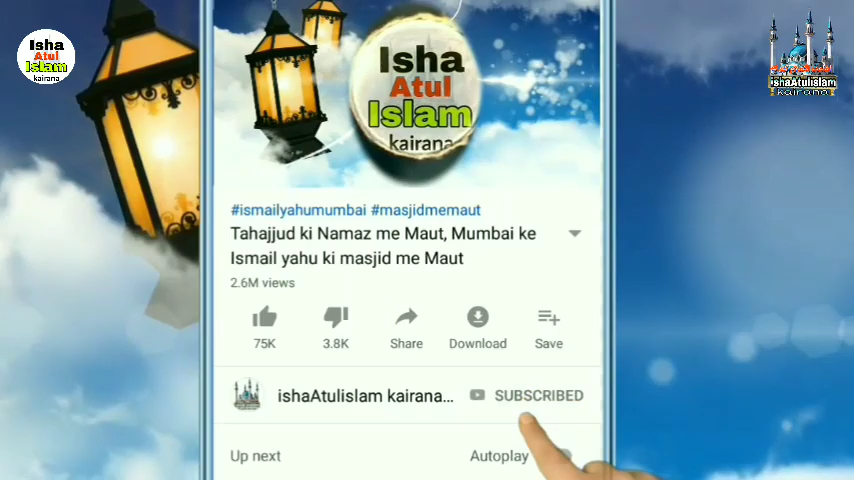 Isha
Atul
Islam
kairana
Isha
Atul
Islam
kairana
ishaAtulislam
kairana
#ismailyahumumbai #masjidmemaut
Tahajjud ki Namaz me Maut, Mumbai ke
Ismail yahu ki masjid me Maut
2.6M views
75K
3.8K
Share
Download
Save
ishaAtulislam kairana...
SUBSCRIBED
Up next
Autoplay